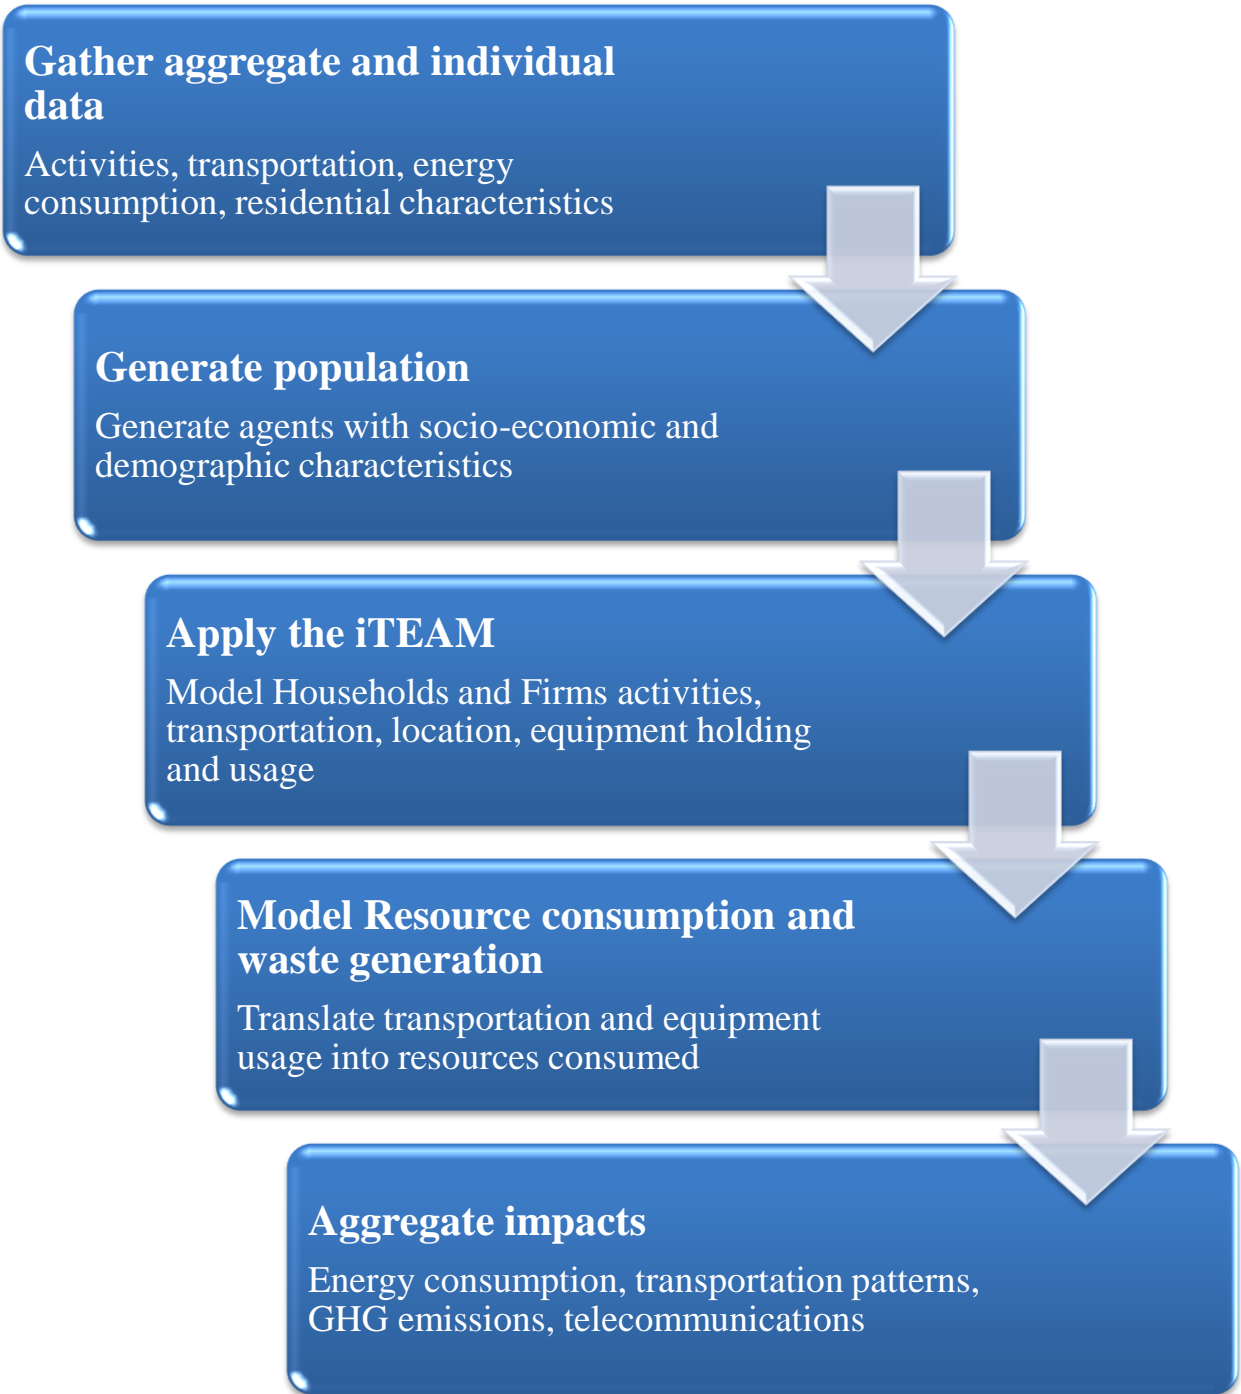 Gather aggregate and individual
data
Activities, transportation, energy
consumption, residential characteristics
Generate population
Generate agents with socio-economic and
demographic characteristics
Apply the iTEAM
Model Households and Firms activities,
transportation, location, equipment holding
and usage
Model Resource consumption and
waste generation
Translate transportation and equipment
usage into resources consumed
Aggregate impacts
Energy consumption, transportation patterns,
GHG emissions, telecommunications